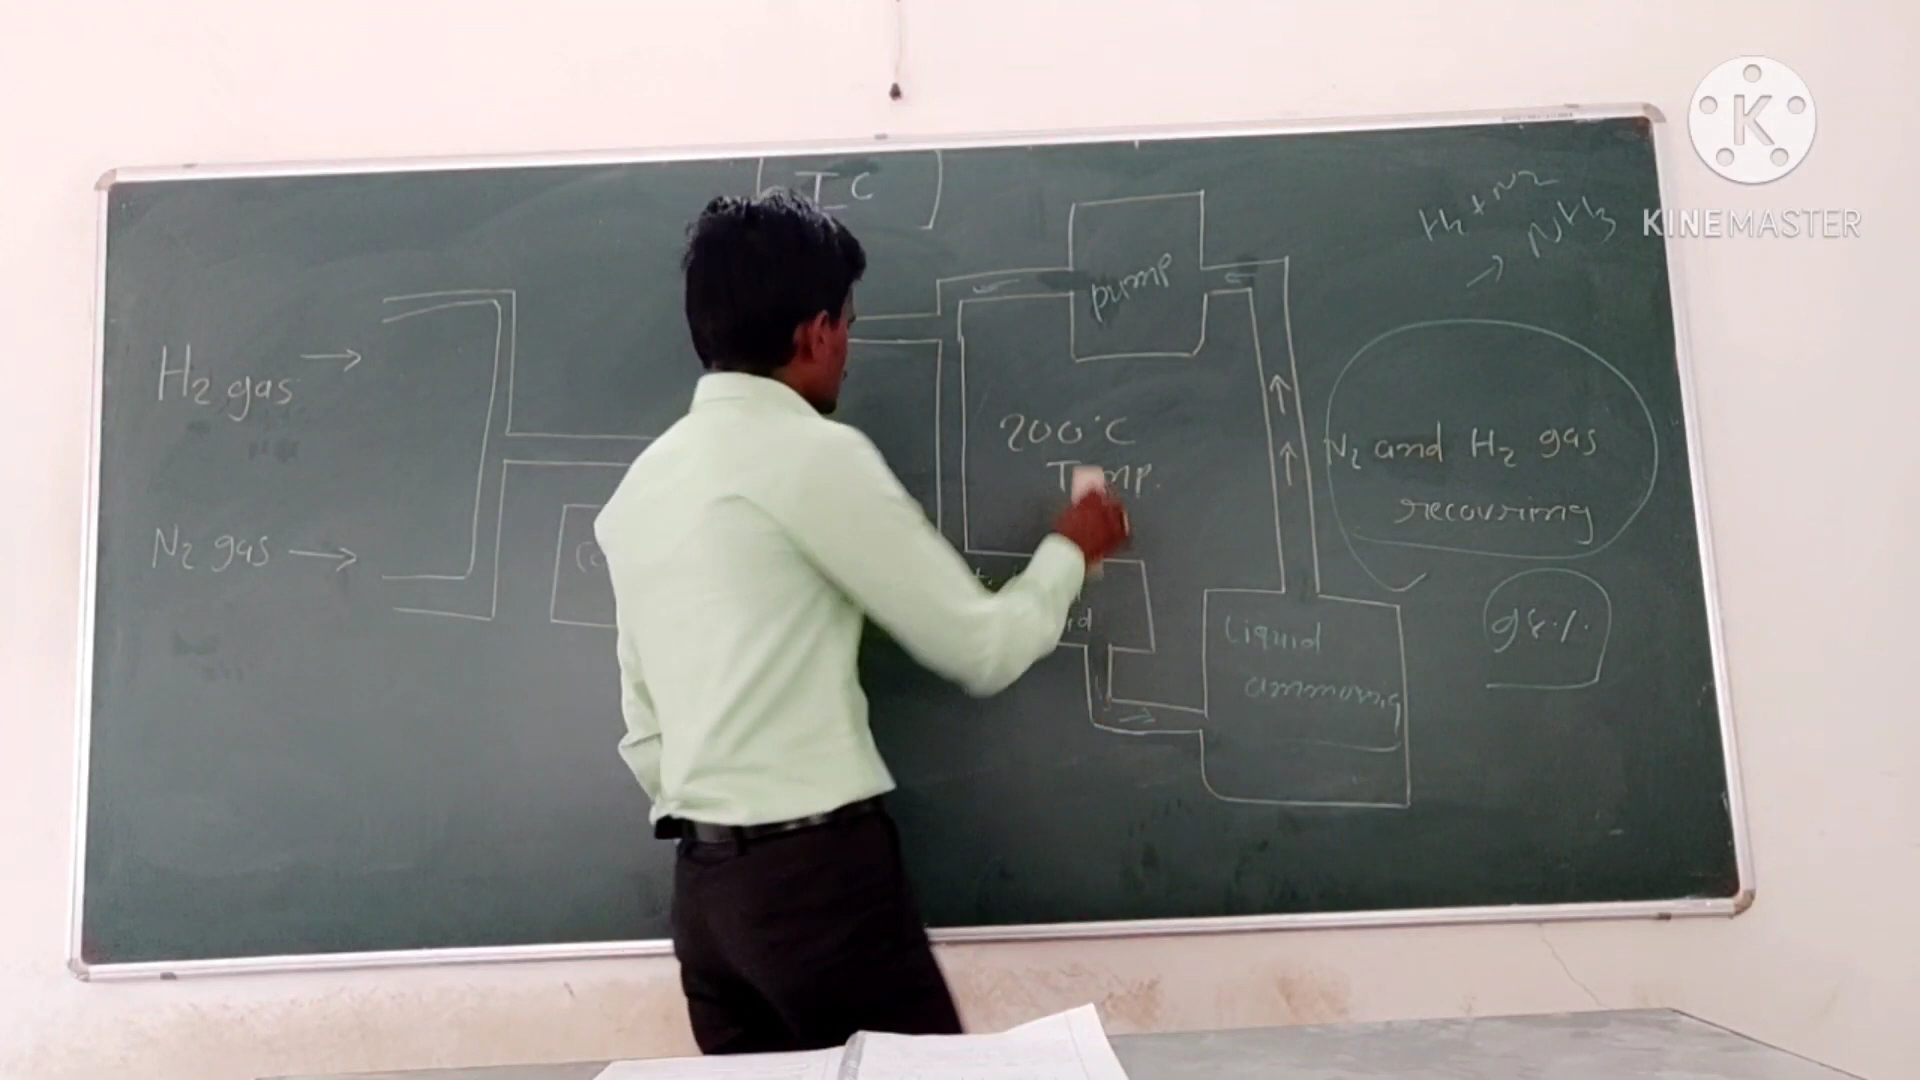 IC
H2 + N2
→ NH3
K
KINEMASTER
pump
H2 gas →
200°C
Temp.
N2 and H2 gas
recovring
N2 gas →
98%
Liquid
ammonia